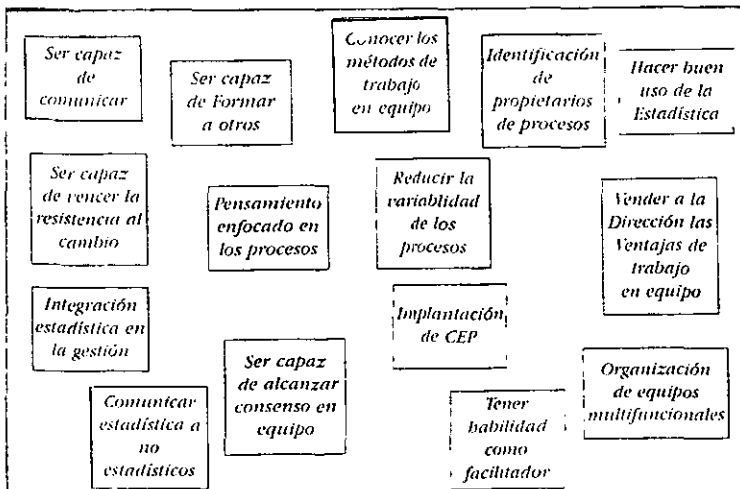 Ser capaz
de
comunicar
Ser capaz
de Formar
a otros
Conocer los
métodos de
trabajo
en equipo
Identificación
de
propietarios
de procesos
Hacer buen
uso de la
Estadística
Ser capaz
de vencer la
resistencia al
cambio
Pensamiento
enfocado en
los procesos
Reducir la
variablidad
de los
procesos
Vender a la
Dirección las
Ventajas de
trabajo
en equipo
Integración
estadística en
la gestión
Implantación
de CEP
Ser capaz
de alcanzar
consenso en
equipo
Organización
de equipos
multifuncionales
Comunicar
estadística a
no
estadísticos
Tener
habilidad
como
facilitador